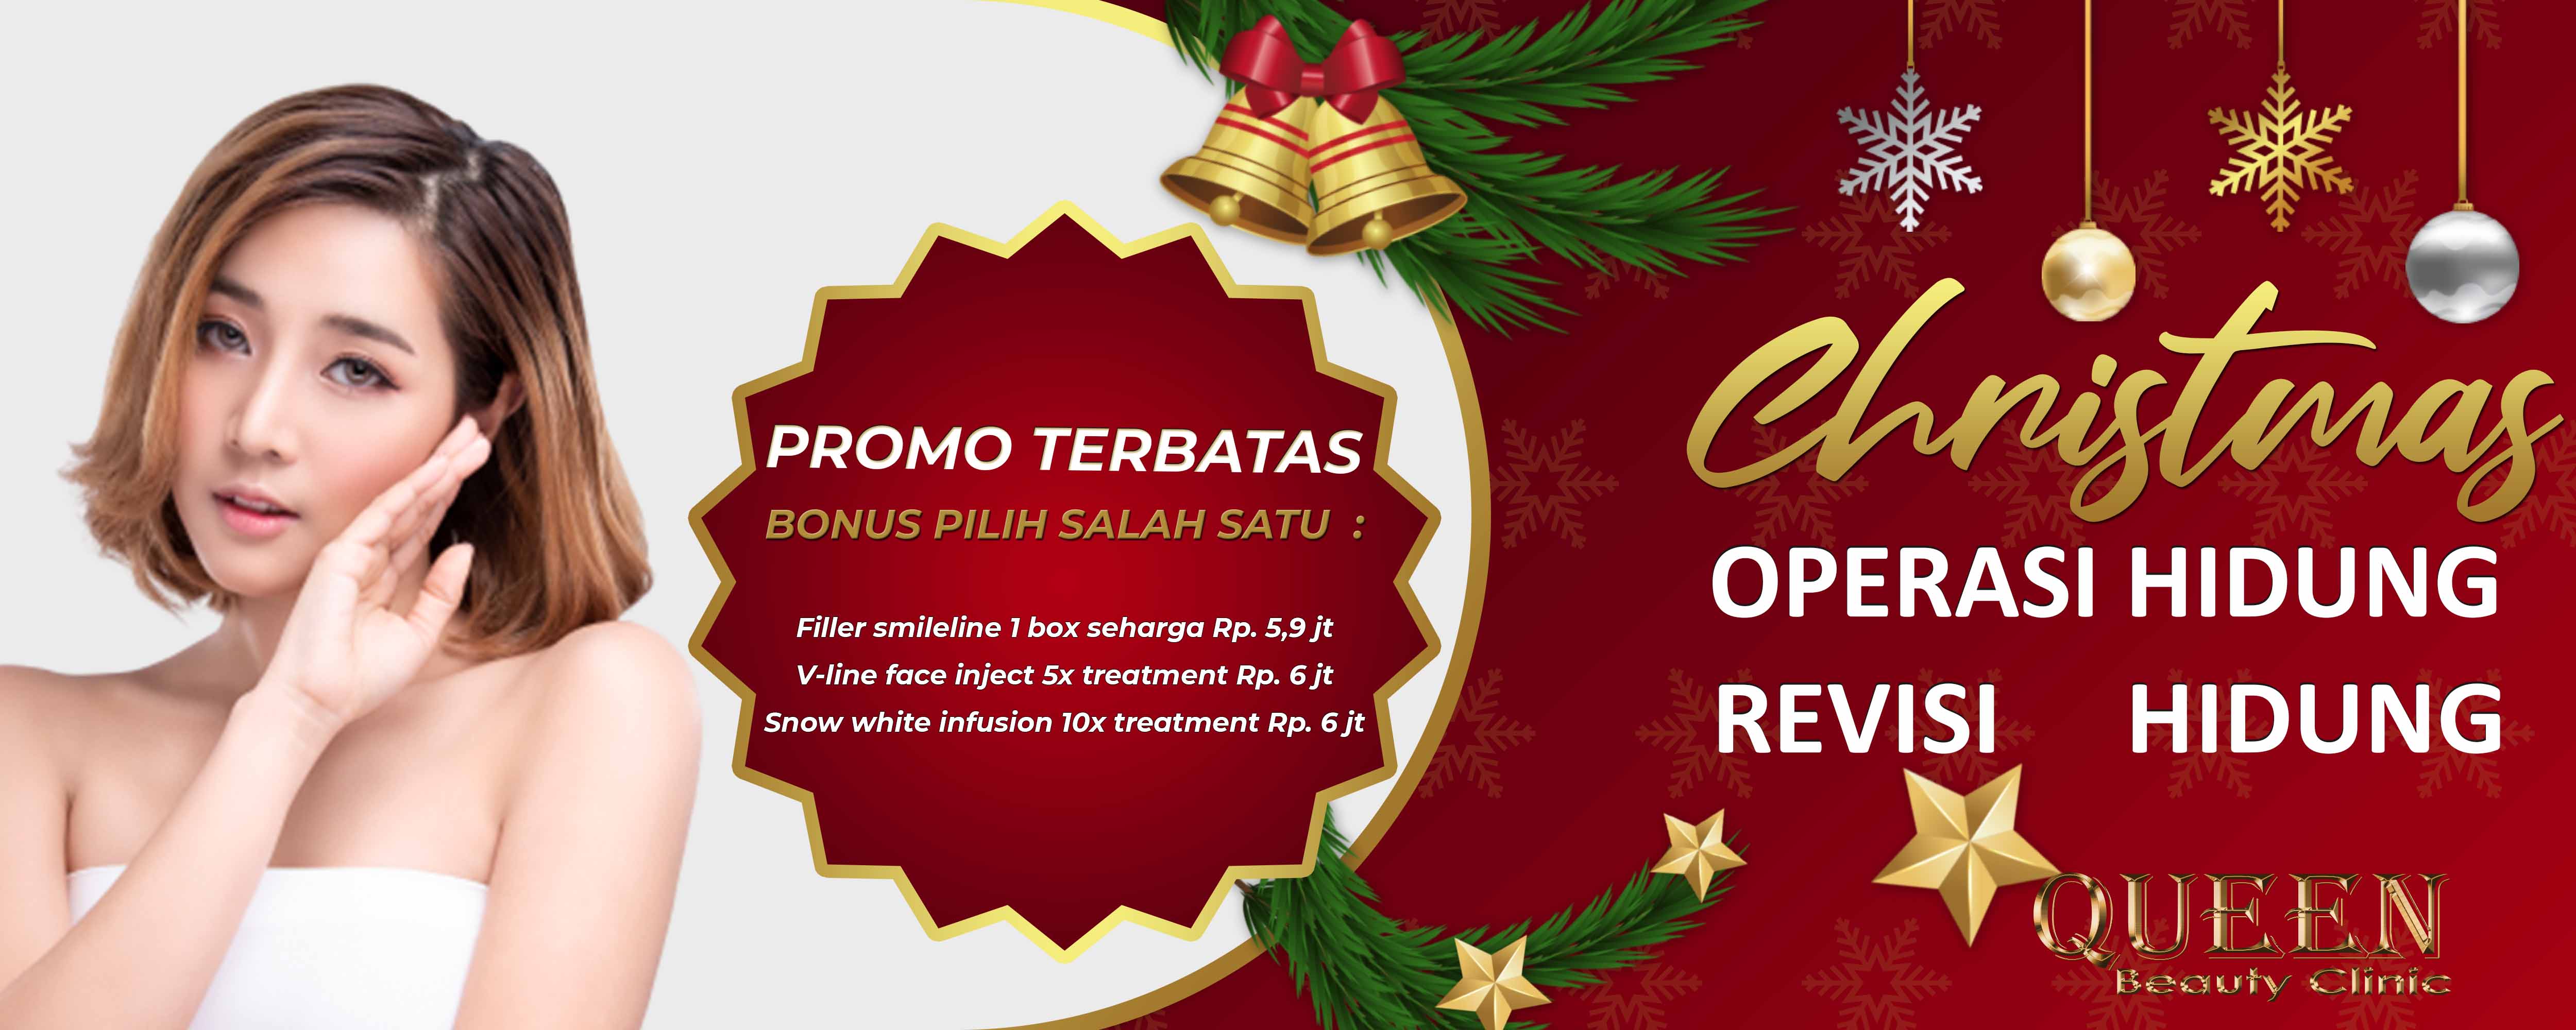 PROMO TERBATAS
BONUS PILIH SALAH SATU :
Filler smileline 1 box seharga Rp. 5,9 jt
V-line face inject 5x treatment Rp. 6 jt
Snow white infusion 10x treatment Rp. 6 jt
Christmas
OPERASI HIDUNG
REVISI HIDUNG
QUEEN
Beauty Clinic